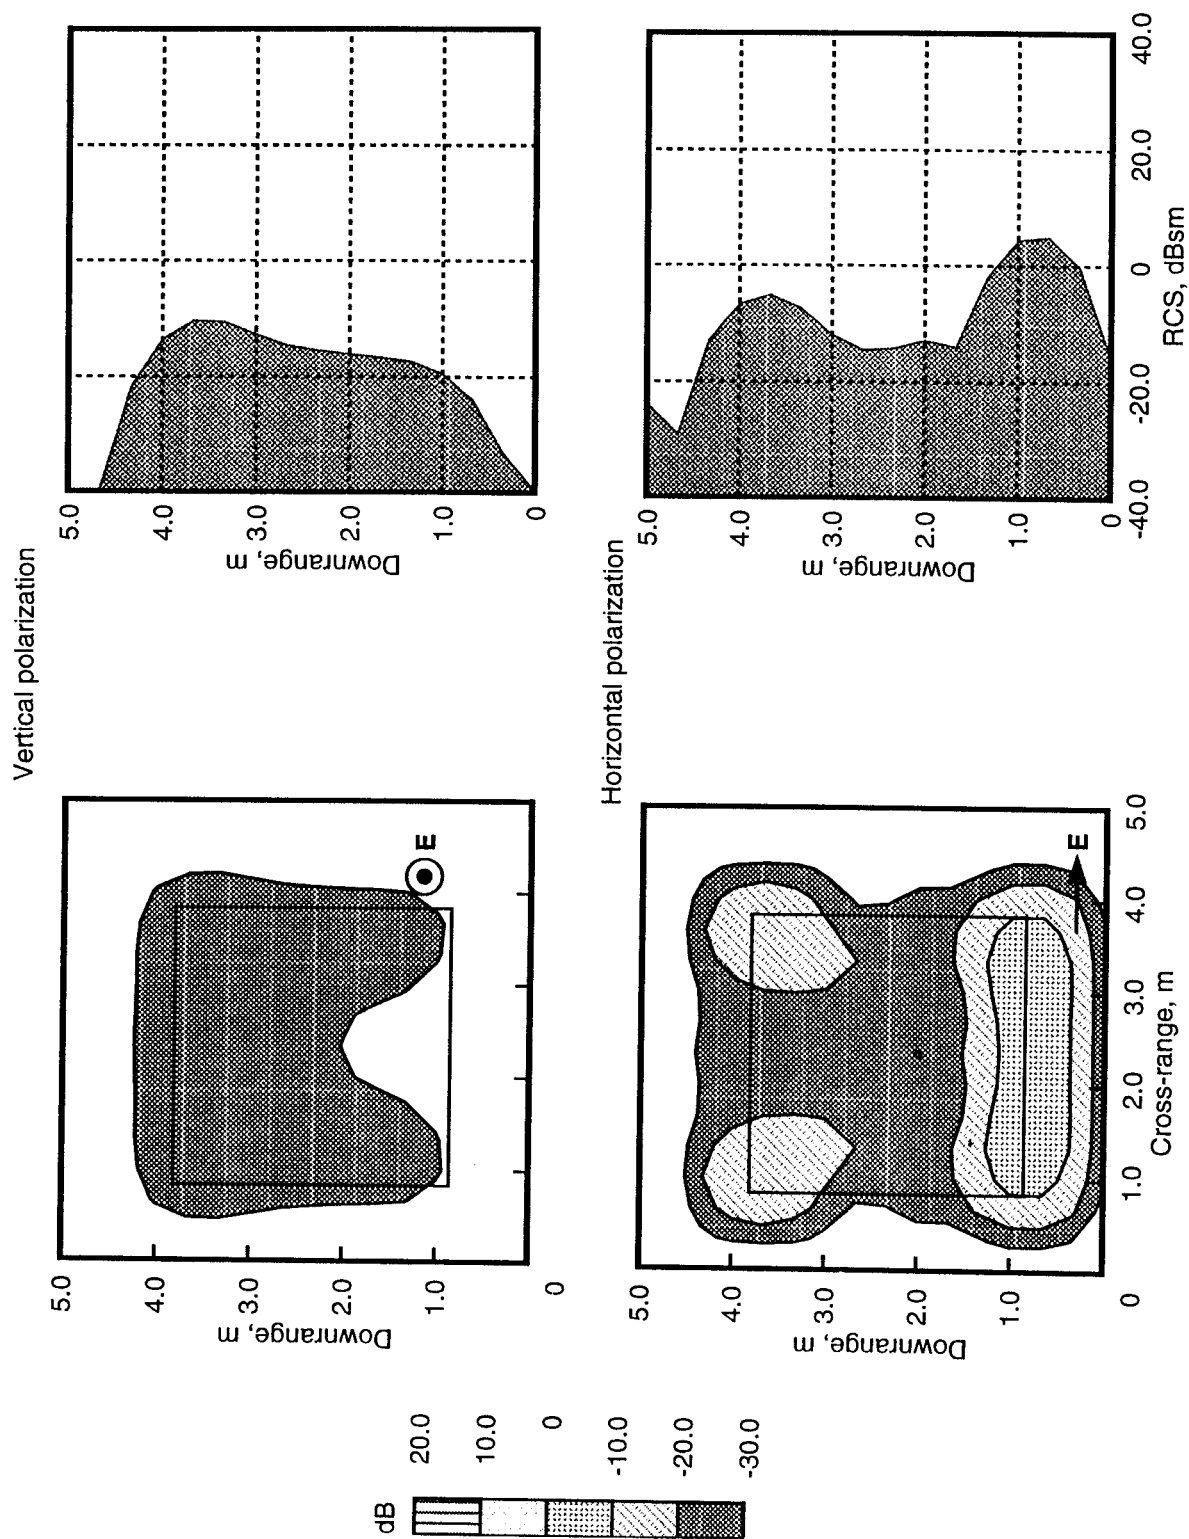 Vertical polarization
5.0
4.0
3.0
2.0
1.0
0
Downrange, m
E
5.0
4.0
3.0
2.0
1.0
0
Downrange, m
Horizontal polarization
5.0
4.0
3.0
2.0
1.0
0
Downrange, m
E
1.0 2.0 3.0 4.0 5.0
Cross-range, m
5.0
4.0
3.0
2.0
1.0
0
Downrange, m
-40.0 -20.0 0 20.0 40.0
RCS, dBsm
dB
20.0
10.0
0
-10.0
-20.0
-30.0